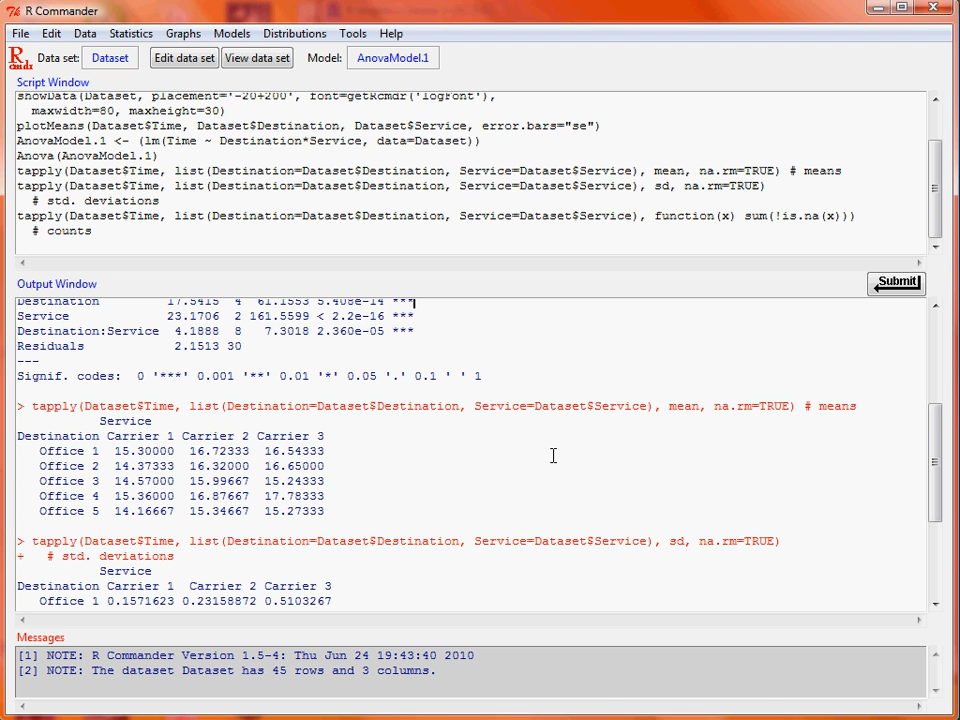 R Commander
File Edit Data Statistics Graphs Models Distributions Tools Help
R cmdr Data set: Dataset Edit data set View data set Model: AnovaModel.1
Script Window
showData(Dataset, placement='-20+200', font=getRcmdr('logFont'),
maxwidth=80, maxheight=30)
plotMeans(Dataset$Time, Dataset$Destination, Dataset$Service, error.bars="se")
AnovaModel.1 <- (lm(Time ~ Destination*Service, data=Dataset))
Anova(AnovaModel.1)
tapply(Dataset$Time, list(Destination=Dataset$Destination, Service=Dataset$Service), mean, na.rm=TRUE) # means
tapply(Dataset$Time, list(Destination=Dataset$Destination, Service=Dataset$Service), sd, na.rm=TRUE)
# std. deviations
tapply(Dataset$Time, list(Destination=Dataset$Destination, Service=Dataset$Service), function(x) sum(!is.na(x)))
# counts
Output Window
Submit
Destination 17.5415 4 61.1553 5.408e-14 ***
Service 23.1706 2 161.5599 < 2.2e-16 ***
Destination:Service 4.1888 8 7.3018 2.360e-05 ***
Residuals 2.1513 30
---
Signif. codes: 0 '***' 0.001 '**' 0.01 '*' 0.05 '.' 0.1 ' ' 1
> tapply(Dataset$Time, list(Destination=Dataset$Destination, Service=Dataset$Service), mean, na.rm=TRUE) # means
Service
Destination Carrier 1 Carrier 2 Carrier 3
Office 1 15.30000 16.72333 16.54333
Office 2 14.37333 16.32000 16.65000
Office 3 14.57000 15.99667 15.24333
Office 4 15.36000 16.87667 17.78333
Office 5 14.16667 15.34667 15.27333
> tapply(Dataset$Time, list(Destination=Dataset$Destination, Service=Dataset$Service), sd, na.rm=TRUE)
+ # std. deviations
Service
Destination Carrier 1 Carrier 2 Carrier 3
Office 1 0.1571623 0.23158872 0.5103267
Messages
[1] NOTE: R Commander Version 1.5-4: Thu Jun 24 19:43:40 2010
[2] NOTE: The dataset Dataset has 45 rows and 3 columns.